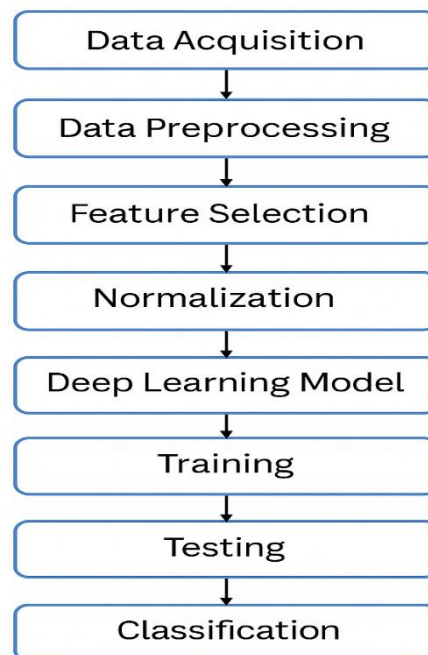 Data Acquisition
Data Preprocessing
Feature Selection
Normalization
Deep Learning Model
Training
Testing
Classification